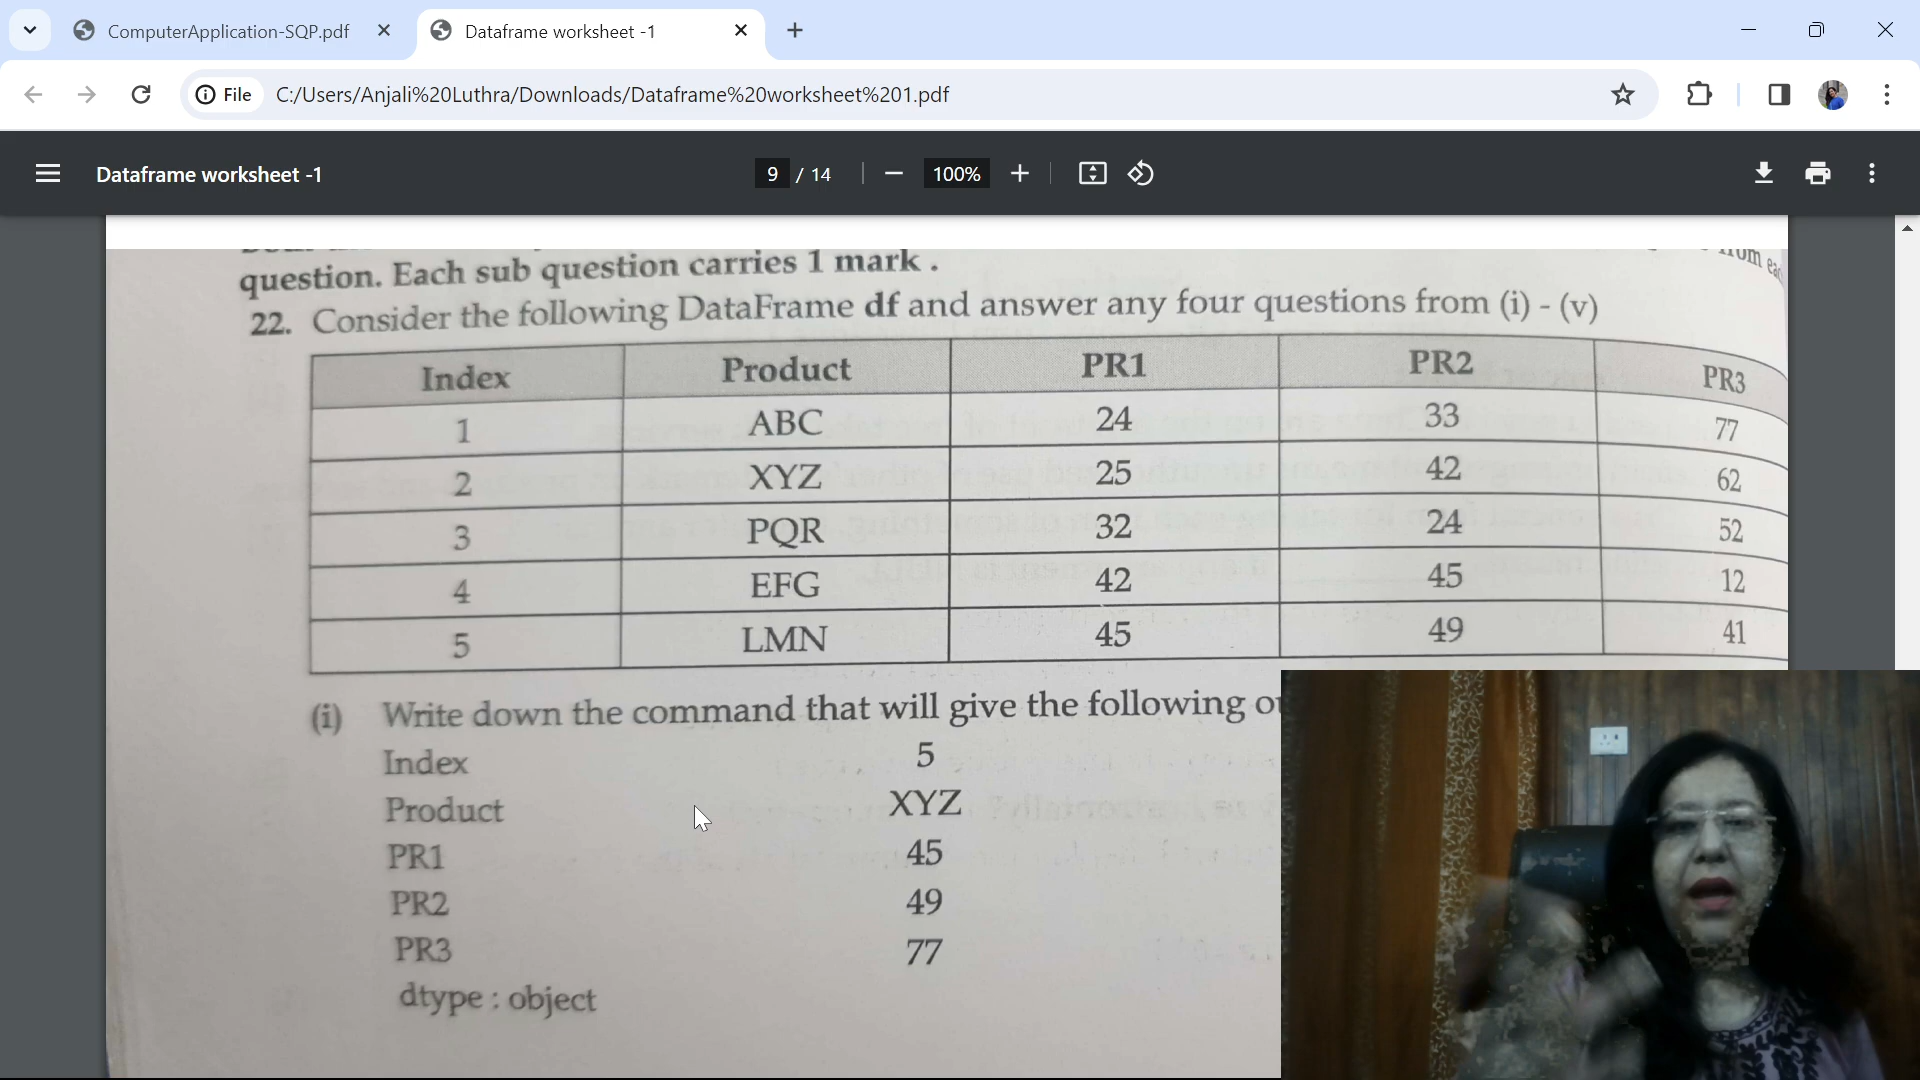 ComputerApplication-SQP.pdf
Dataframe worksheet -1
File
C:/Users/Anjali%20Luthra/Downloads/Dataframe%20worksheet%201.pdf
Dataframe worksheet -1
9 / 14
100%
question. Each sub question carries 1 mark .
22. Consider the following DataFrame df and answer any four questions from (i) - (v)
Index Product PR1 PR2 PR3
1 ABC 24 33 77
2 XYZ 25 42 62
3 PQR 32 24 52
4 EFG 42 45 12
5 LMN 45 49 41
(i) Write down the command that will give the following
Index 5
Product XYZ
PR1 45
PR2 49
PR3 77
dtype : object